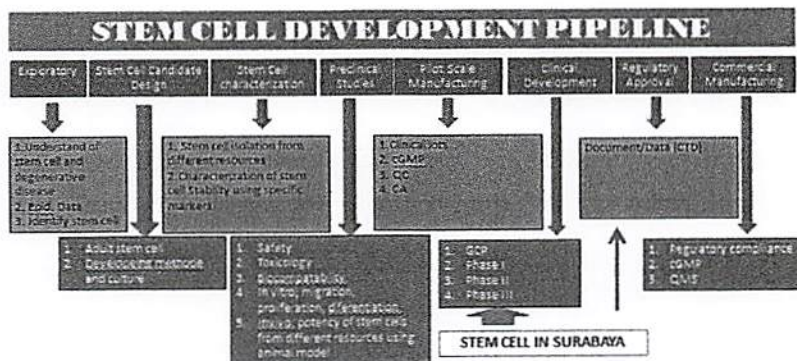 STEM CELL DEVELOPMENT PIPELINE
Exploratory
Stem Cell Candidate
Design
Stem Cell
characterization
Preclinical
Studies
Pilot Scale
Manufacturing
Clinical
Development
Regulatory
Approval
Commercial
Manufacturing
1. Understand of
stem cell and
degenerative
disease
2. Epid. Data
3. Identify stem cell
1. Stem cell isolation from
different resources
2. Characterization of stem
cell Stability using specific
markers
1. Clinical lots
2. cGMP
3. QC
4. QA
Document/Data (CTD)
1. Adult stem cell
2. Developing methode
and culture
1. Safety
2. Toxicology
3. Biocompatability
4. In vitro; migration,
proliferation, diferentiation,
5. Invivo; potency of stem cells
from different resources using
animal model
1. GCP
2. Phase I
3. Phase II
4. Phase III
1. Regulatory compliance
2. cGMP
3. QMS
STEM CELL IN SURABAYA